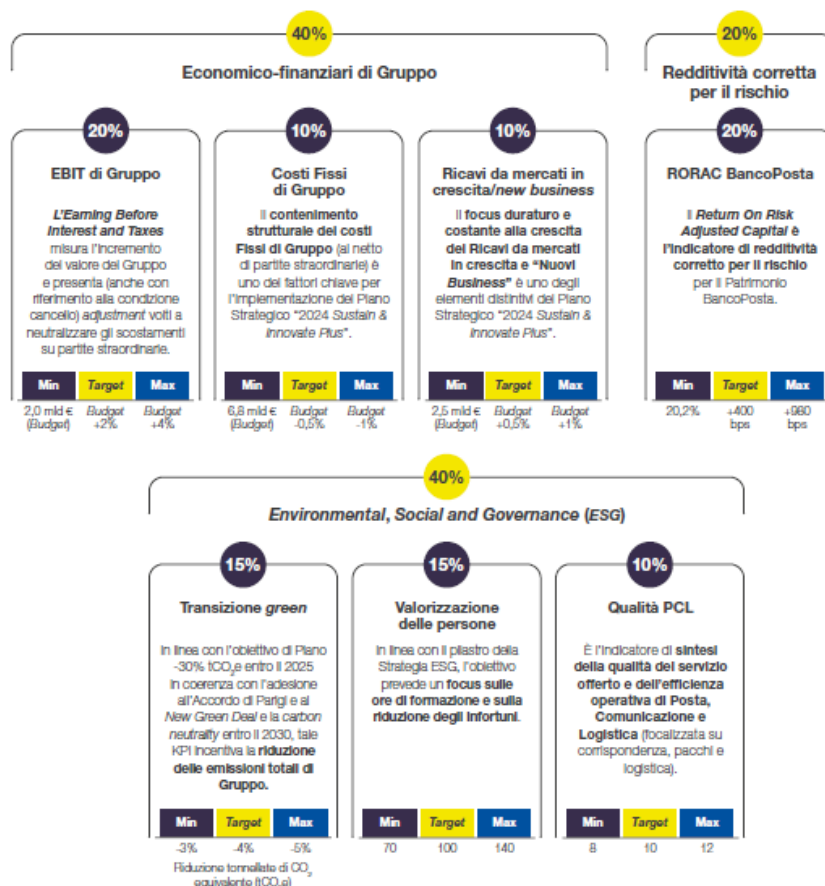 40%
Economico-finanziari di Gruppo
20%
Redditività corretta
per il rischio
20%
EBIT di Gruppo
L'Earning Before
Interest and Taxes
misura l'incremento
del valore del Gruppo
e presenta (anche con
riferimento alla condizione
cancello) adjustment volti a
neutralizzare gli scostamenti
su partite straordinarie.
Min Target Max
2,0 mld € Budget Budget
(Budget) +2% +4%
10%
Costi Fissi
di Gruppo
Il contenimento
strutturale dei costi
Fissi di Gruppo (al netto
di partite straordinarie) è
uno dei fattori chiave per
l'implementazione del Piano
Strategico "2024 Sustain &
Innovate Plus".
Min Target Max
6,8 mld € Budget Budget
(Budget) -0,5% -1%
10%
Ricavi da mercati in
crescita/new business
Il focus duraturo e
costante alla crescita
dei Ricavi da mercati
in crescita e "Nuovi
Business" è uno degli
elementi distintivi del Piano
Strategico "2024 Sustain &
Innovate Plus".
Min Target Max
2,5 mld € Budget Budget
(Budget) +0,5% +1%
20%
RORAC BancoPosta
Il Return On Risk
Adjusted Capital è
l'indicatore di redditività
corretto per il rischio
per il Patrimonio
BancoPosta.
Min Target Max
20,2% +400 +980
bps bps
40%
Environmental, Social and Governance (ESG)
15%
Transizione green
In linea con l'obiettivo di Piano
-30% tCO2e entro il 2025
in coerenza con l'adesione
all'Accordo di Parigi e al
New Green Deal e la carbon
neutrality entro il 2030, tale
KPI incentiva la riduzione
delle emissioni totali di
Gruppo.
Min Target Max
-3% -4% -5%
Riduzione tonnellate di CO2
equivalente (tCO2e)
15%
Valorizzazione
delle persone
In linea con il pilastro della
Strategia ESG, l'obiettivo
prevede un focus sulle
ore di formazione e sulla
riduzione degli infortuni.
Min Target Max
70 100 140
10%
Qualità PCL
È l'indicatore di sintesi
della qualità del servizio
offerto e dell'efficienza
operativa di Posta,
Comunicazione e
Logistica (focalizzata su
corrispondenza, pacchi e
logistica).
Min Target Max
8 10 12